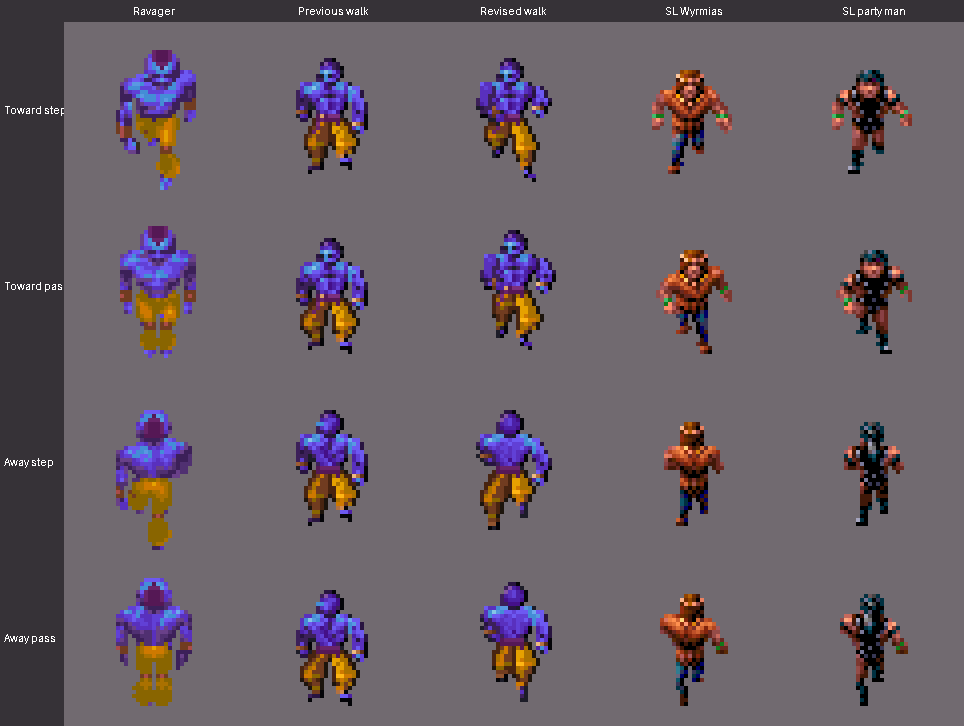 Ravager
Previous walk
Revised walk
SL Wyrmias
SL party man
Toward step
Toward pas
Away step
Away pass